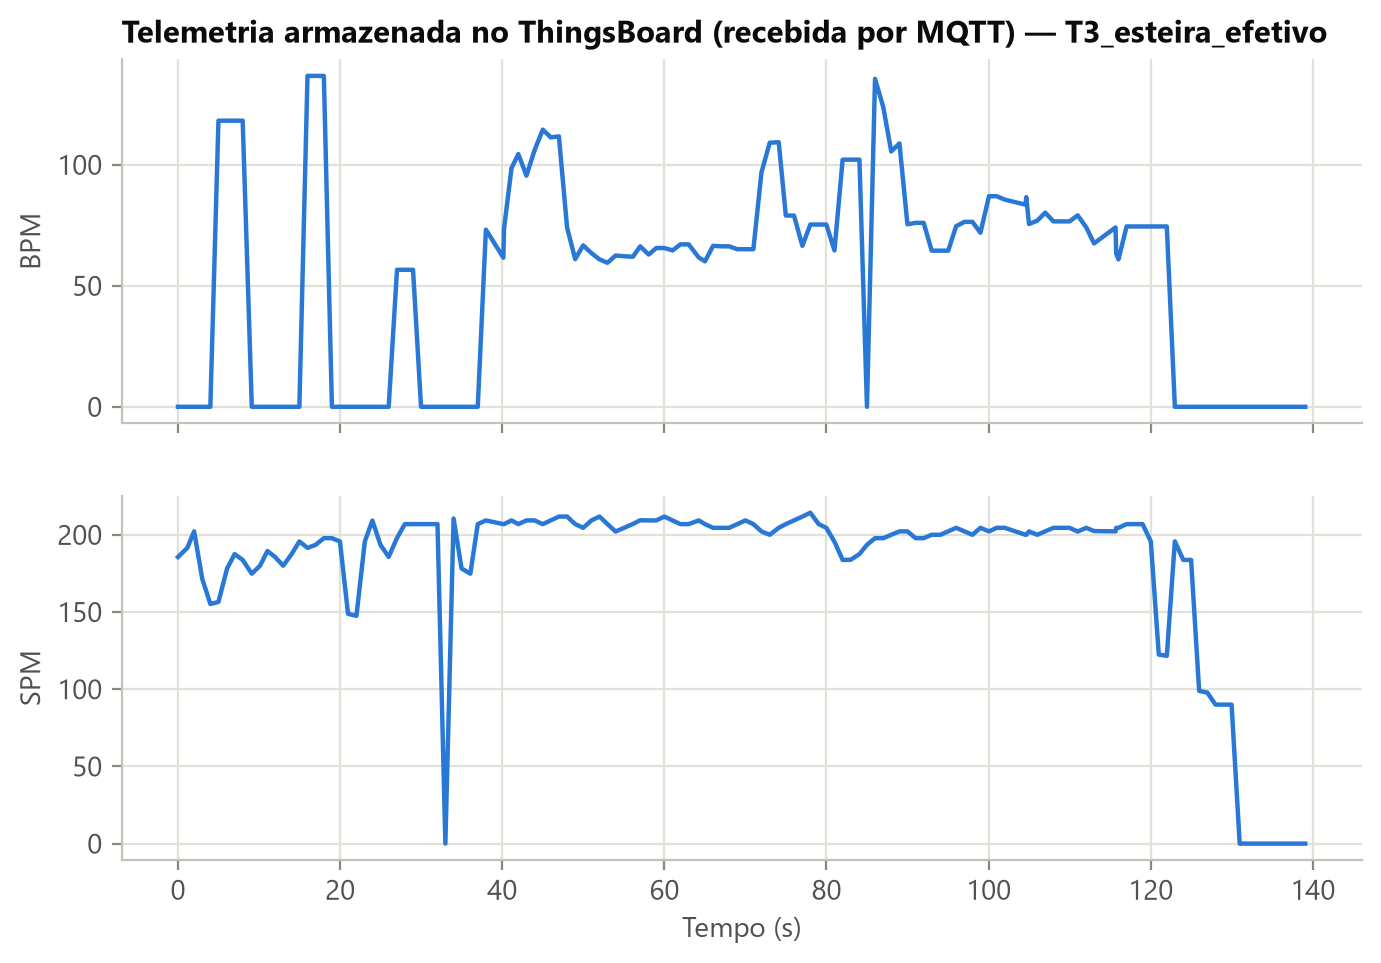 Telemetria armazenada no ThingsBoard (recebida por MQTT) — T3_esteira_efetivo
BPM
100
50
0
SPM
200
150
100
50
0
0 20 40 60 80 100 120 140
Tempo (s)